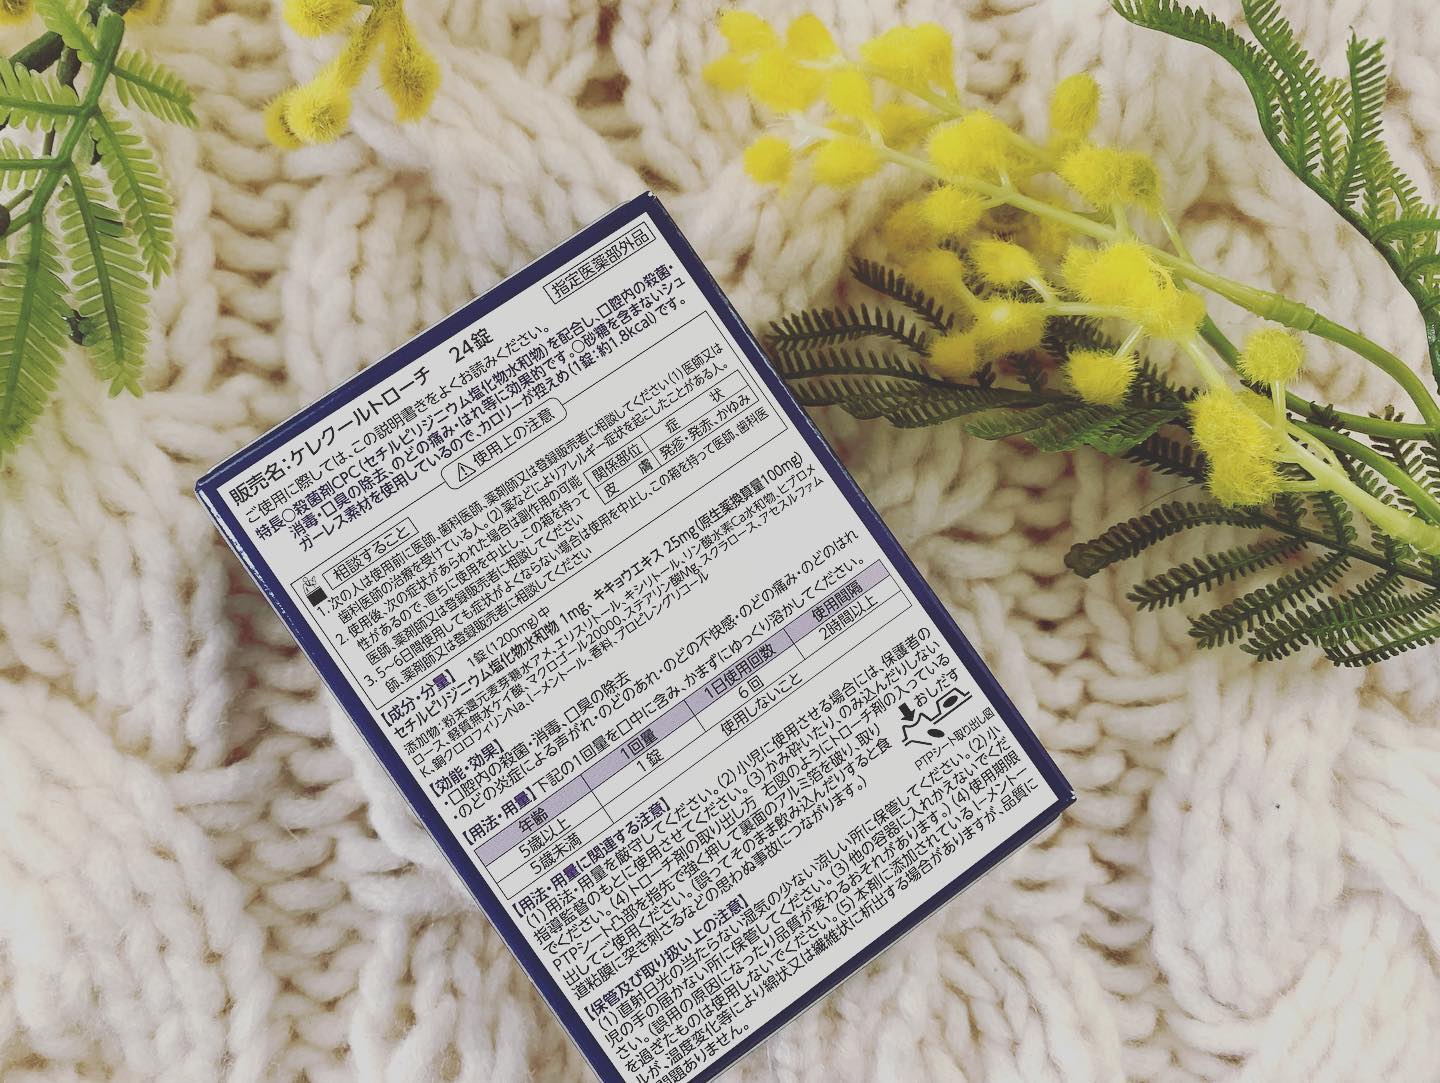 指定医薬部外品
販売名:ケレクールトローチ 24錠
ご使用に際しては、この説明書きをよくお読みください。
特長○殺菌剤CPC(セチルピリジニウム塩化物水和物)を配合し、口腔内の殺菌・
消毒・口臭の除去、のどの痛み・はれ等に効果的です。○砂糖を含まないシュ
ガーレス素材を使用しているので、カロリーが控えめ(1錠:約1.8kcal)です。
使用上の注意
相談すること
1. 次の人は使用前に医師、歯科医師、薬剤師又は登録販売者に相談してください (1)医師又は
歯科医師の治療を受けている人。(2)薬などによりアレルギー症状を起こしたことがある人。
2. 使用後、次の症状があらわれた場合は副作用の可能
性があるので、直ちに使用を中止し、この箱を持って
医師、薬剤師又は登録販売者に相談してください
関係部位 症状
皮膚 発疹・発赤、かゆみ
3. 5~6日間使用しても症状がよくならない場合は使用を中止し、この箱を持って医師、歯科医
師、薬剤師又は登録販売者に相談してください
【成分・分量】 1錠(1200mg)中
セチルピリジニウム塩化物水和物 1mg、キキョウエキス 25mg(原生薬換算量100mg)
添加物:粉末還元麦芽糖水アメ、エリスリトール、キシリトール、リン酸水素Ca水和物、ヒプロメ
ロース、軽質無水ケイ酸、マクロゴール20000、ステアリン酸Mg、スクラロース、アセスルファム
K、銅クロロフィリンNa、l-メントール、香料、プロピレングリコール
【効能・効果】
・口腔内の殺菌・消毒、口臭の除去
・のどの炎症による声がれ・のどのあれ・のどの不快感・のどの痛み・のどのはれ
【用法・用量】下記の1回量を口中に含み、かまずにゆっくり溶かしてください。
年齢 1回量 1日使用回数 使用間隔
5歳以上 1錠 6回 2時間以上
5歳未満 使用しないこと
【用法・用量に関連する注意】
(1)用法・用量を厳守してください。(2)小児に使用させる場合には、保護者の
指導監督のもとに使用させてください。(3)かみ砕いたり、のみ込んだりしない
でください。(4)トローチ剤の取り出し方 右図のようにトローチ剤の入っている
PTPシート凸部を指先で強く押して裏面のアルミ箔を破り、取り
出してご使用ください。(誤ってそのまま飲み込んだりすると食
道粘膜に突き刺さるなどの思わぬ事故につながります。)
おしだす
PTPシート取り出し図
【保管及び取り扱い上の注意】
(1)直射日光の当たらない湿気の少ない涼しい所に保管してください。(2)小
児の手の届かない所に保管してください。(3)他の容器に入れかえないでくだ
さい。(誤用の原因になったり品質が変わるおそれがあります。)(4)使用期限
を過ぎたものは使用しないでください。(5)本剤に添加されているl-メントー
ルが、温度変化等により綿状又は繊維状に析出する場合がありますが、品質に
問題ありません。